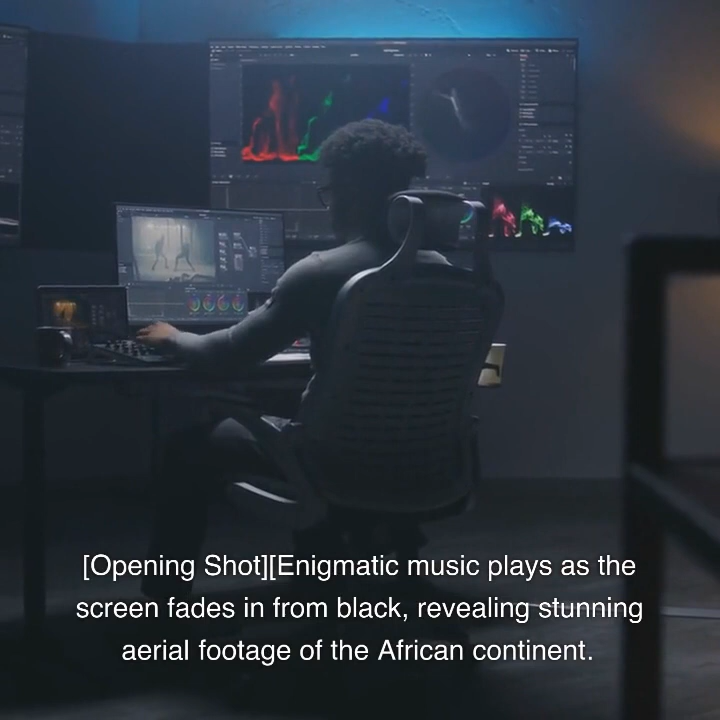 [Opening Shot][Enigmatic music plays as the
screen fades in from black, revealing stunning
aerial footage of the African continent.